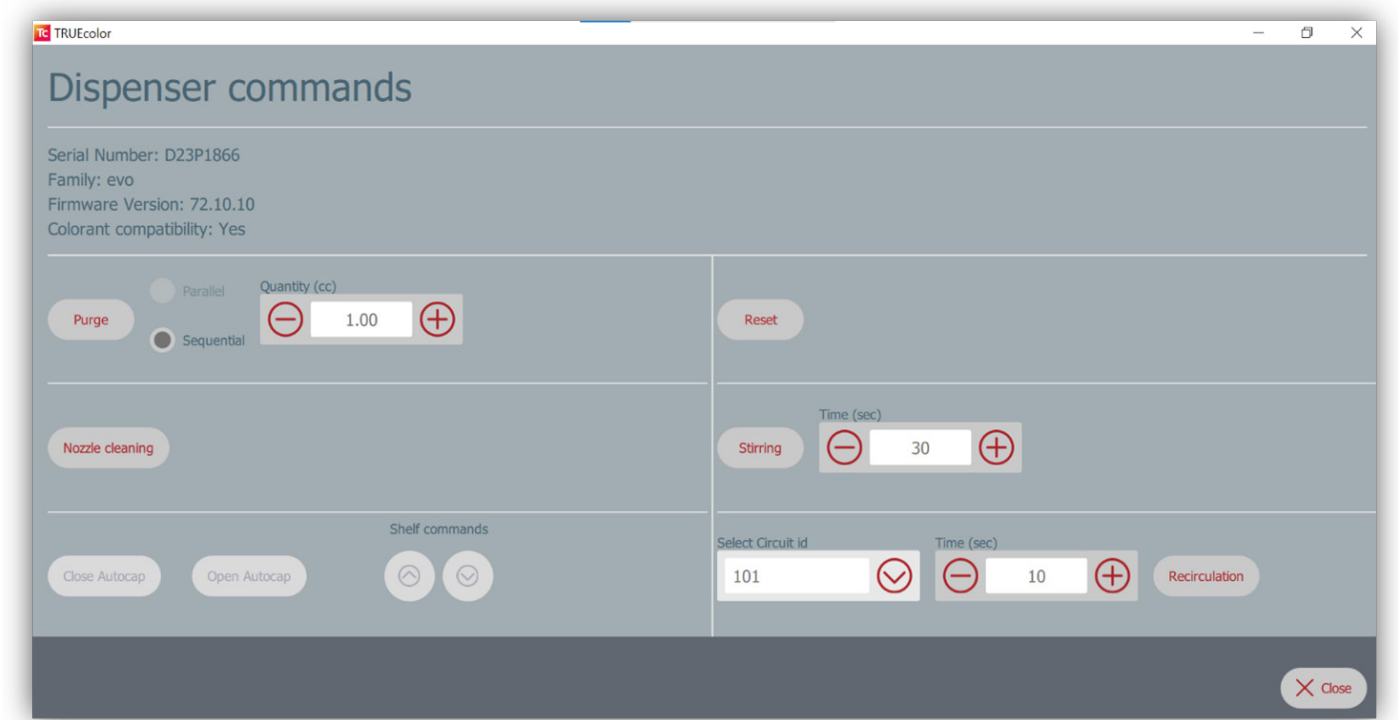 Tc TRUEcolor
Dispenser commands
Serial Number: D23P1866
Family: evo
Firmware Version: 72.10.10
Colorant compatibility: Yes
Purge
Parallel
Sequential
Quantity (cc)
1.00
Reset
Nozzle cleaning
Stirring
Time (sec)
30
Close Autocap
Open Autocap
Shelf commands
Select Circuit id
101
Time (sec)
10
Recirculation
Close